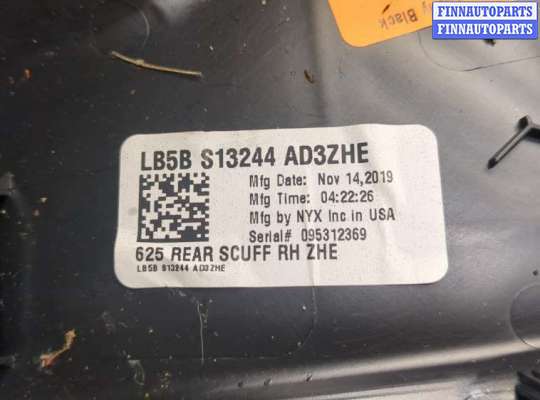 FINNAUTOPARTS
FINNAUTOPARTS
Black
LB5B S13244 AD3ZHE
Mfg Date: Nov 14,2019
Mfg Time: 04:22:26
Mfg by NYX Inc in USA
Serial# 095312369
625 REAR SCUFF RH ZHE
LB5B S13244 AD3ZHE